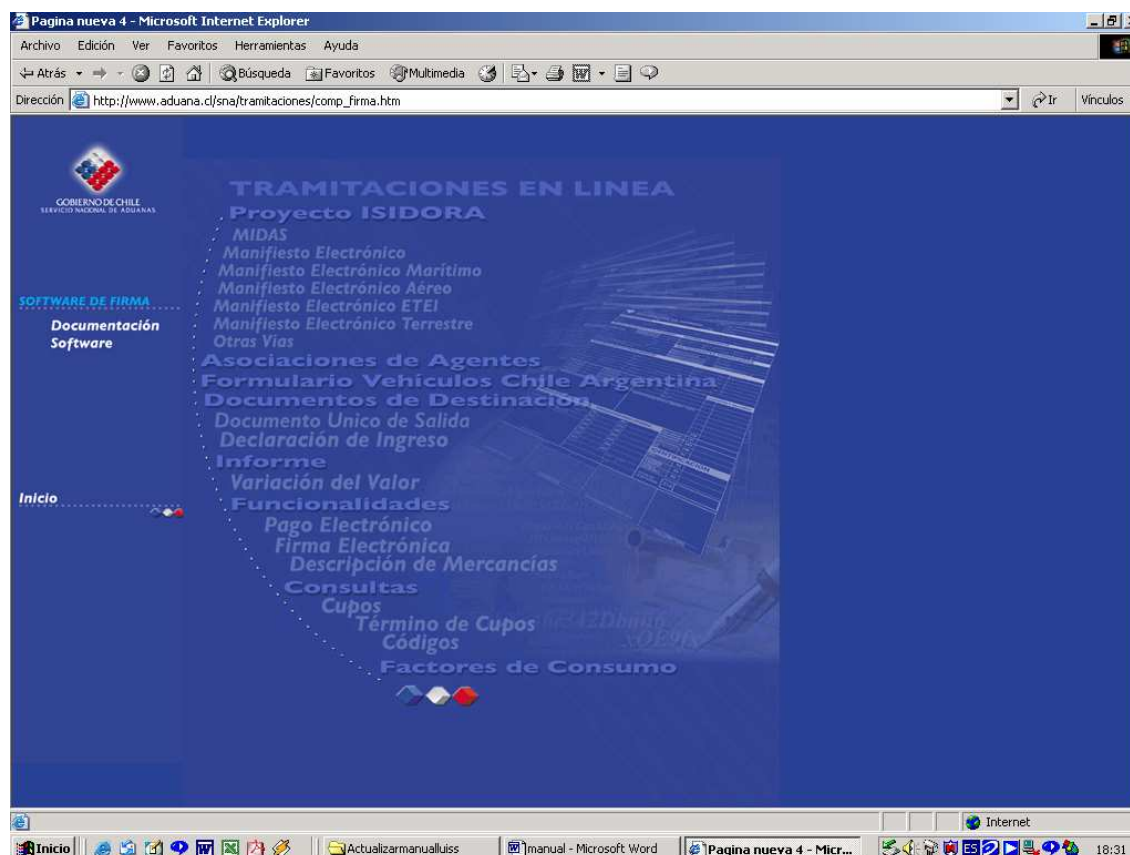 Pagina nueva 4 - Microsoft Internet Explorer
Archivo Edición Ver Favoritos Herramientas Ayuda
Atrás Búsqueda Favoritos Multimedia
Dirección http://www.aduana.cl/sna/tramitaciones/comp_firma.htm Ir Vínculos
GOBIERNO DE CHILE
SERVICIO NACIONAL DE ADUANAS
SOFTWARE DE FIRMA
Documentación
Software
Inicio
TRAMITACIONES EN LINEA
Proyecto ISIDORA
MIDAS
Manifiesto Electrónico
Manifiesto Electrónico Marítimo
Manifiesto Electrónico Aéreo
Manifiesto Electrónico ETEI
Manifiesto Electrónico Terrestre
Otras Vias
Asociaciones de Agentes
Formulario Vehículos Chile Argentina
Documentos de Destinación
Documento Unico de Salida
Declaración de Ingreso
Informe
Variación del Valor
Funcionalidades
Pago Electrónico
Firma Electrónica
Descripción de Mercancías
Consultas
Cupos
Término de Cupos
Códigos
Factores de Consumo
Internet
Inicio Actualizarmanualluiss manual - Microsoft Word Pagina nueva 4 - Micr... ES 18:31